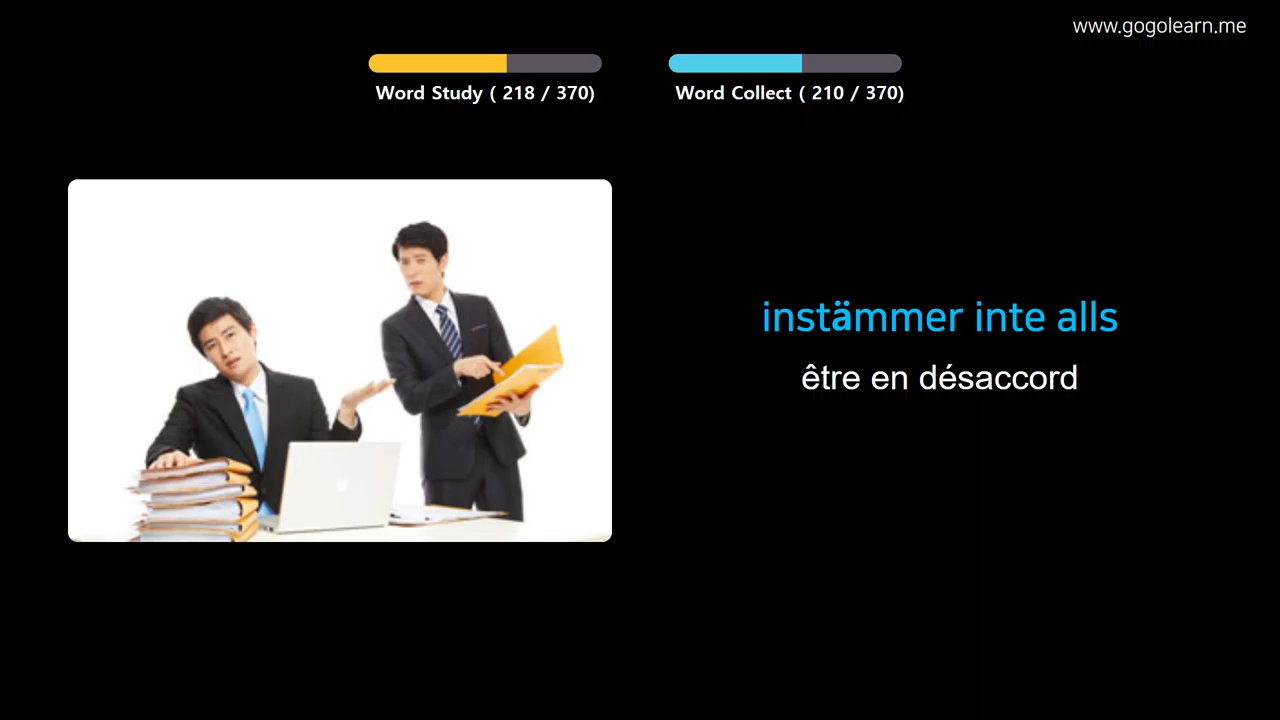 www.gogolearn.me
Word Study ( 218 / 370)
Word Collect ( 210 / 370)
instämmer inte alls
être en désaccord